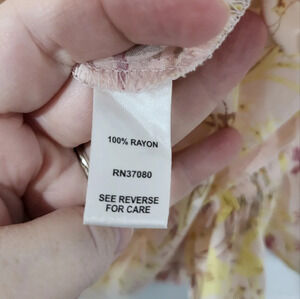 100% RAYON
RN37080
SEE REVERSE
FOR CARE